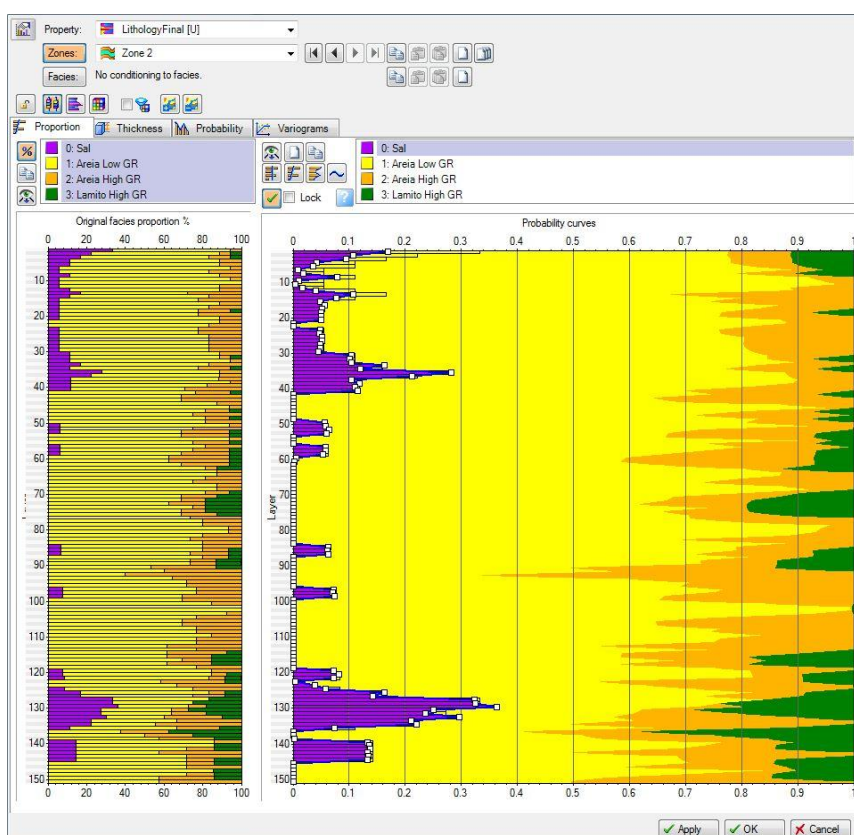 Property: LithologyFinal [U]
Zones: Zone 2
Facies: No conditioning to facies.
Proportion Thickness Probability Variograms
% 0: Sal
1: Areia Low GR
2: Areia High GR
3: Lamito High GR
0: Sal
1: Areia Low GR
2: Areia High GR
3: Lamito High GR
Lock ?
Original facies proportion %
0 20 40 60 80 100
10
20
30
40
50
60
70
80
90
100
110
120
130
140
150
0 20 40 60 80 100
Probability curves
0 0.1 0.2 0.3 0.4 0.5 0.6 0.7 0.8 0.9
Layer
10
20
30
40
50
60
70
80
90
100
110
120
130
140
150
0 0.1 0.2 0.3 0.4 0.5 0.6 0.7 0.8 0.9
Apply OK Cancel